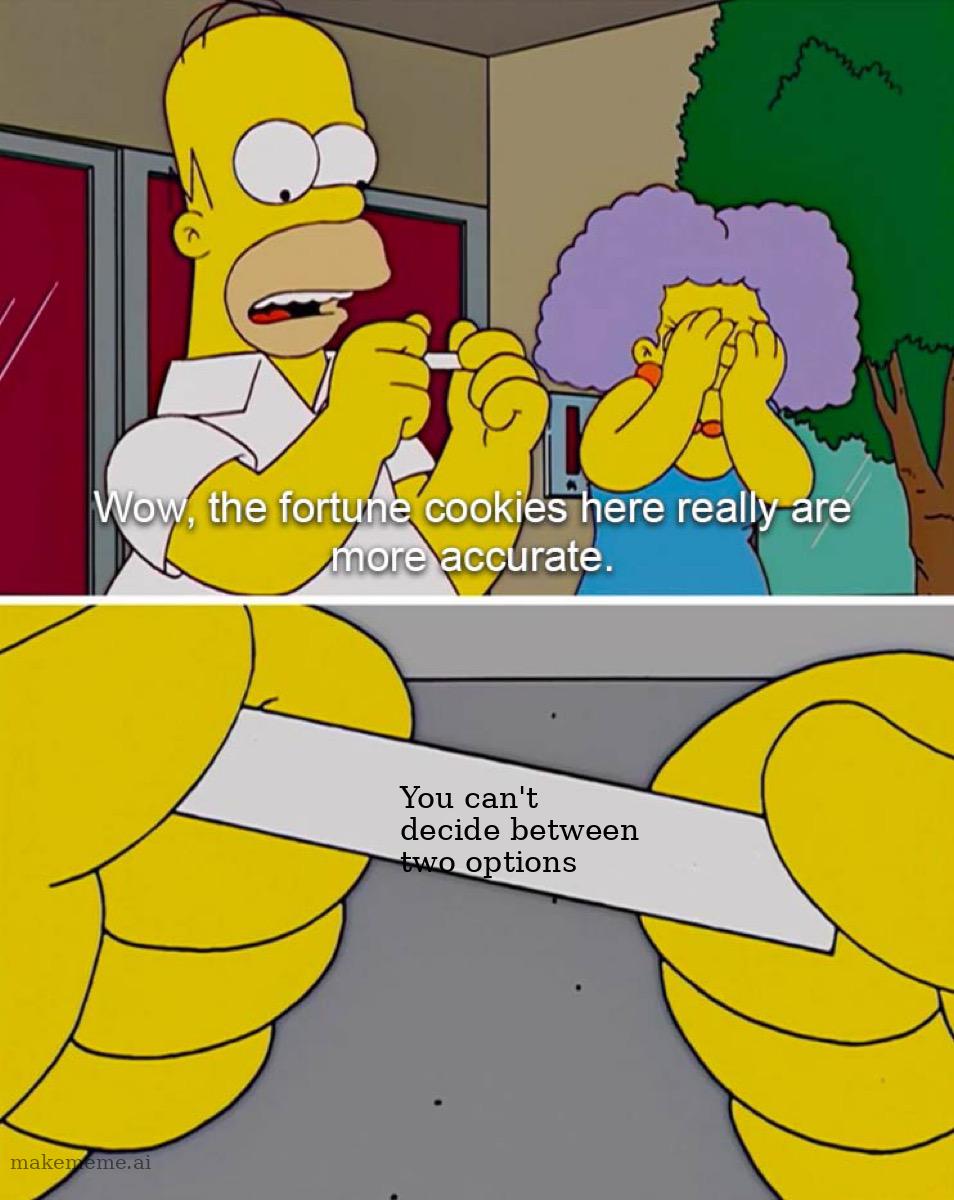 Wow, the fortune cookies here really are
more accurate.
You can't
decide between
two options
makememe.ai